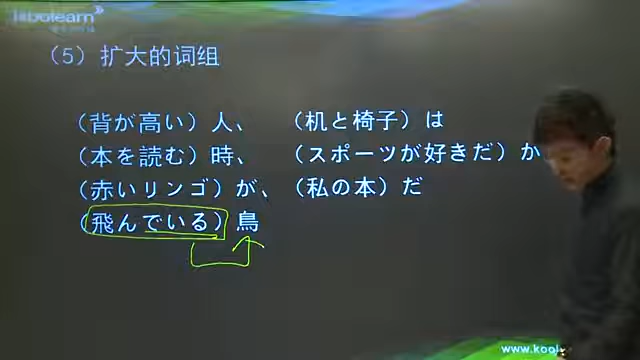 koolearn
（5）扩大的词组
（背が高い）人、 （机と椅子）は
（本を読む）時、 （スポーツが好きだ）か
（赤いリンゴ）が、（私の本）だ
（飛んでいる）鳥
www.kool